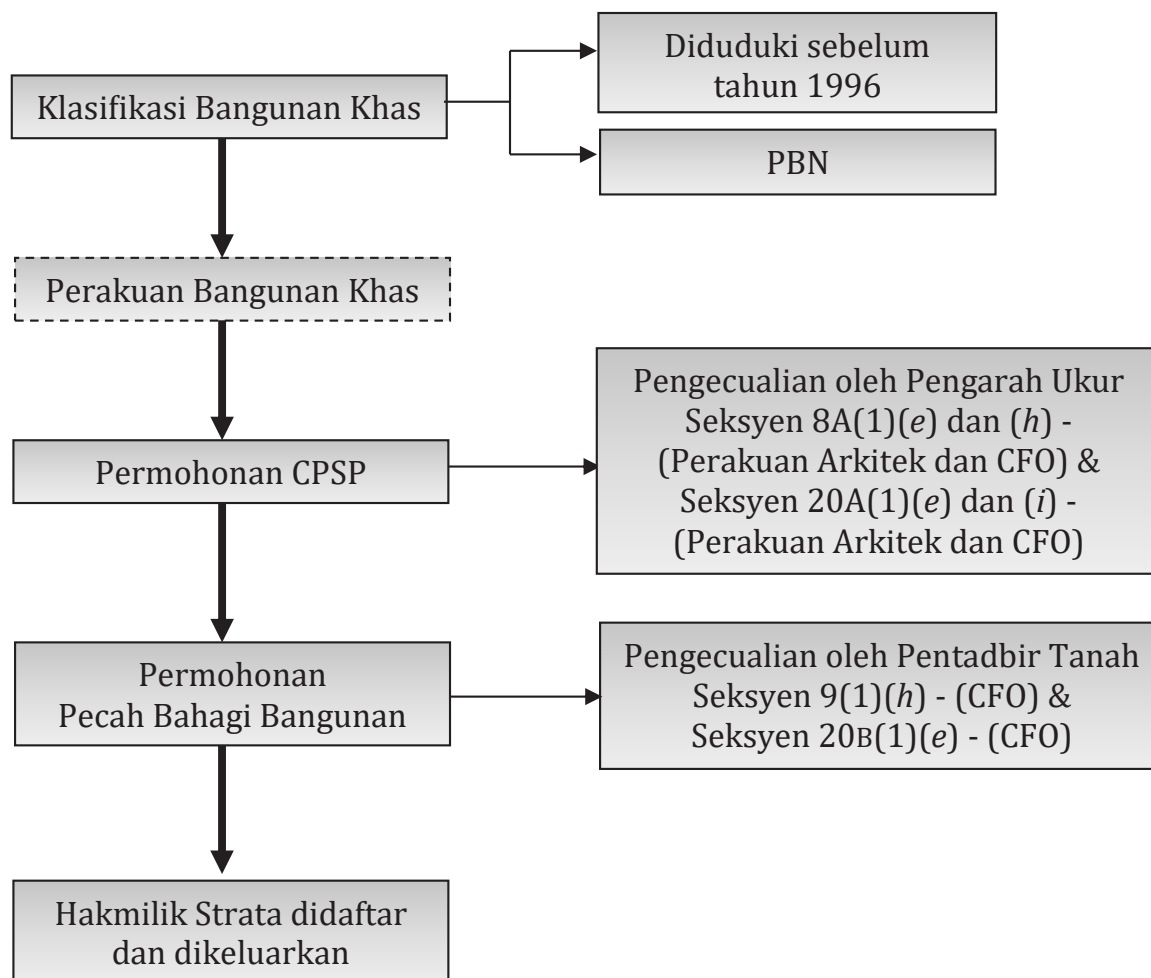 Klasifikasi Bangunan Khas
Diduduki sebelum
tahun 1996
PBN
Perakuan Bangunan Khas
Permohonan CPSP
Pengecualian oleh Pengarah Ukur
Seksyen 8A(1)(e) dan (h) -
(Perakuan Arkitek dan CFO) &
Seksyen 20A(1)(e) dan (i) -
(Perakuan Arkitek dan CFO)
Permohonan
Pecah Bahagi Bangunan
Pengecualian oleh Pentadbir Tanah
Seksyen 9(1)(h) - (CFO) &
Seksyen 20B(1)(e) - (CFO)
Hakmilik Strata didaftar
dan dikeluarkan